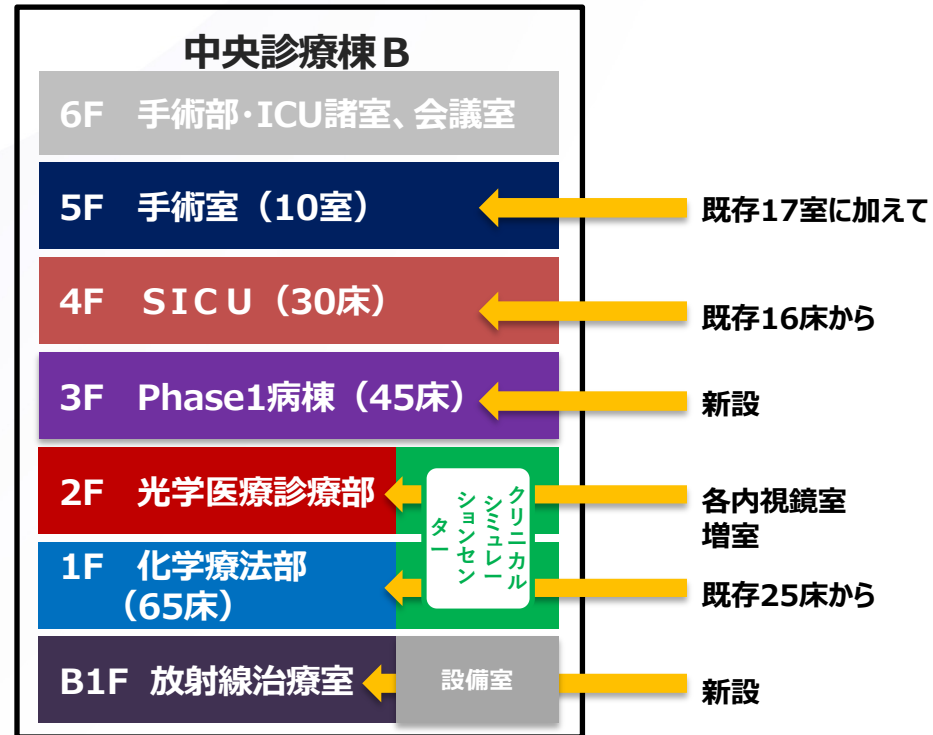 中央診療棟B
6F 手術部・ICU諸室、会議室
5F 手術室（10室）
既存17室に加えて
4F SICU（30床）
既存16床から
3F Phase1病棟（45床）
新設
2F 光学医療診療部
クリニカル
シミュレー
ションセン
ター
各内視鏡室
増室
1F 化学療法部
（65床）
既存25床から
B1F 放射線治療室
設備室
新設